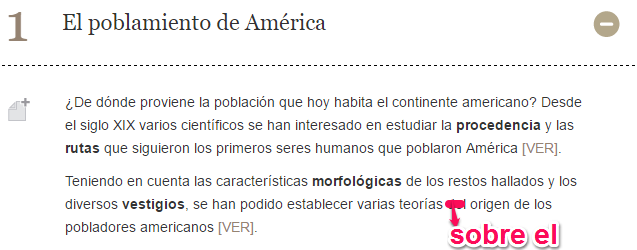 1 El poblamiento de América
¿De dónde proviene la población que hoy habita el continente americano? Desde
el siglo XIX varios científicos se han interesado en estudiar la procedencia y las
rutas que siguieron los primeros seres humanos que poblaron América [VER].
Teniendo en cuenta las características morfológicas de los restos hallados y los
diversos vestigios, se han podido establecer varias teorías del origen de los
pobladores americanos [VER].
sobre el